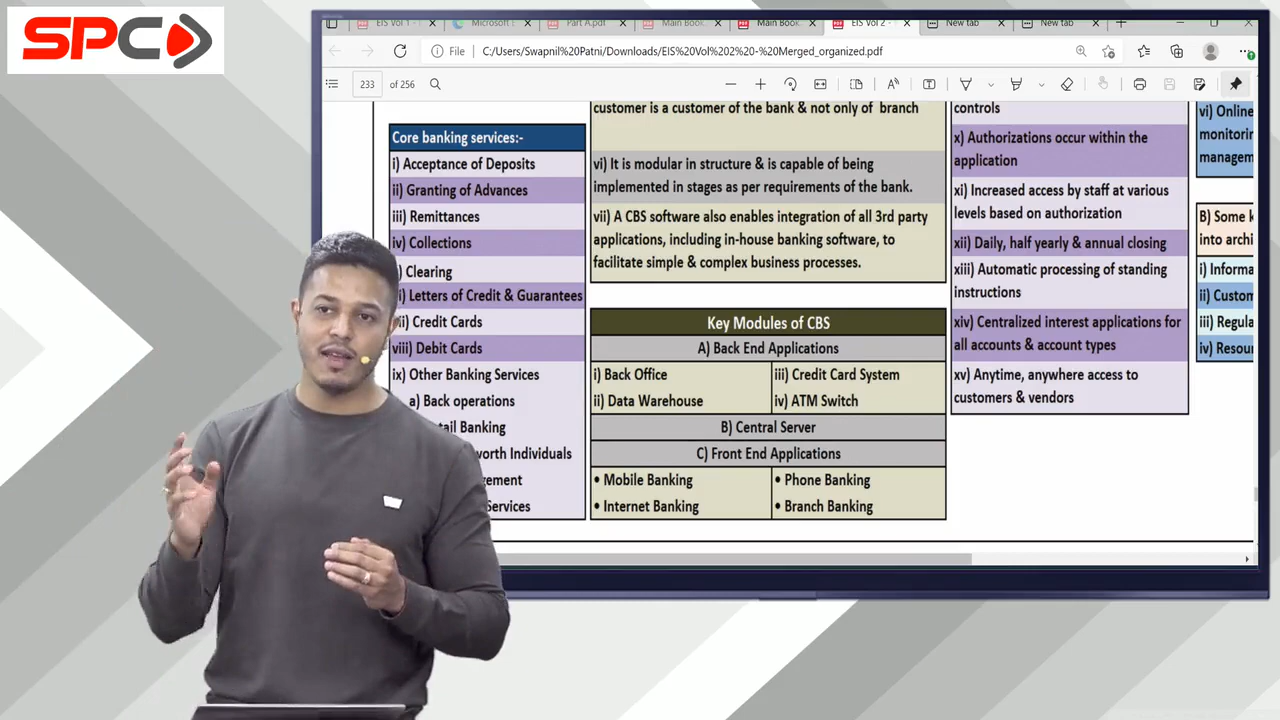 SPC
EIS Vol 1 -
Microsoft
Part A.pdf
Main Book
Main Book
EIS Vol 2 -
New tab
New tab
File
C:/Users/Swapnil%20Patni/Downloads/EIS%20Vol%202%20-%20Merged_organized.pdf
233 of 256
customer is a customer of the bank & not only of branch
Core banking services:-
i) Acceptance of Deposits
ii) Granting of Advances
iii) Remittances
iv) Collections
) Clearing
i) Letters of Credit & Guarantees
ii) Credit Cards
viii) Debit Cards
ix) Other Banking Services
a) Back operations
tail Banking
worth Individuals
gement
Services
vi) It is modular in structure & is capable of being
implemented in stages as per requirements of the bank.
vii) A CBS software also enables integration of all 3rd party
applications, including in-house banking software, to
facilitate simple & complex business processes.
Key Modules of CBS
A) Back End Applications
i) Back Office
iii) Credit Card System
ii) Data Warehouse
iv) ATM Switch
B) Central Server
C) Front End Applications
• Mobile Banking
• Phone Banking
• Internet Banking
• Branch Banking
controls
x) Authorizations occur within the
application
xi) Increased access by staff at various
levels based on authorization
xii) Daily, half yearly & annual closing
xiii) Automatic processing of standing
instructions
xiv) Centralized interest applications for
all accounts & account types
xv) Anytime, anywhere access to
customers & vendors
vi) Online
monitorin
managem
B) Some k
into archi
i) Informa
ii) Custom
iii) Regula
iv) Resour